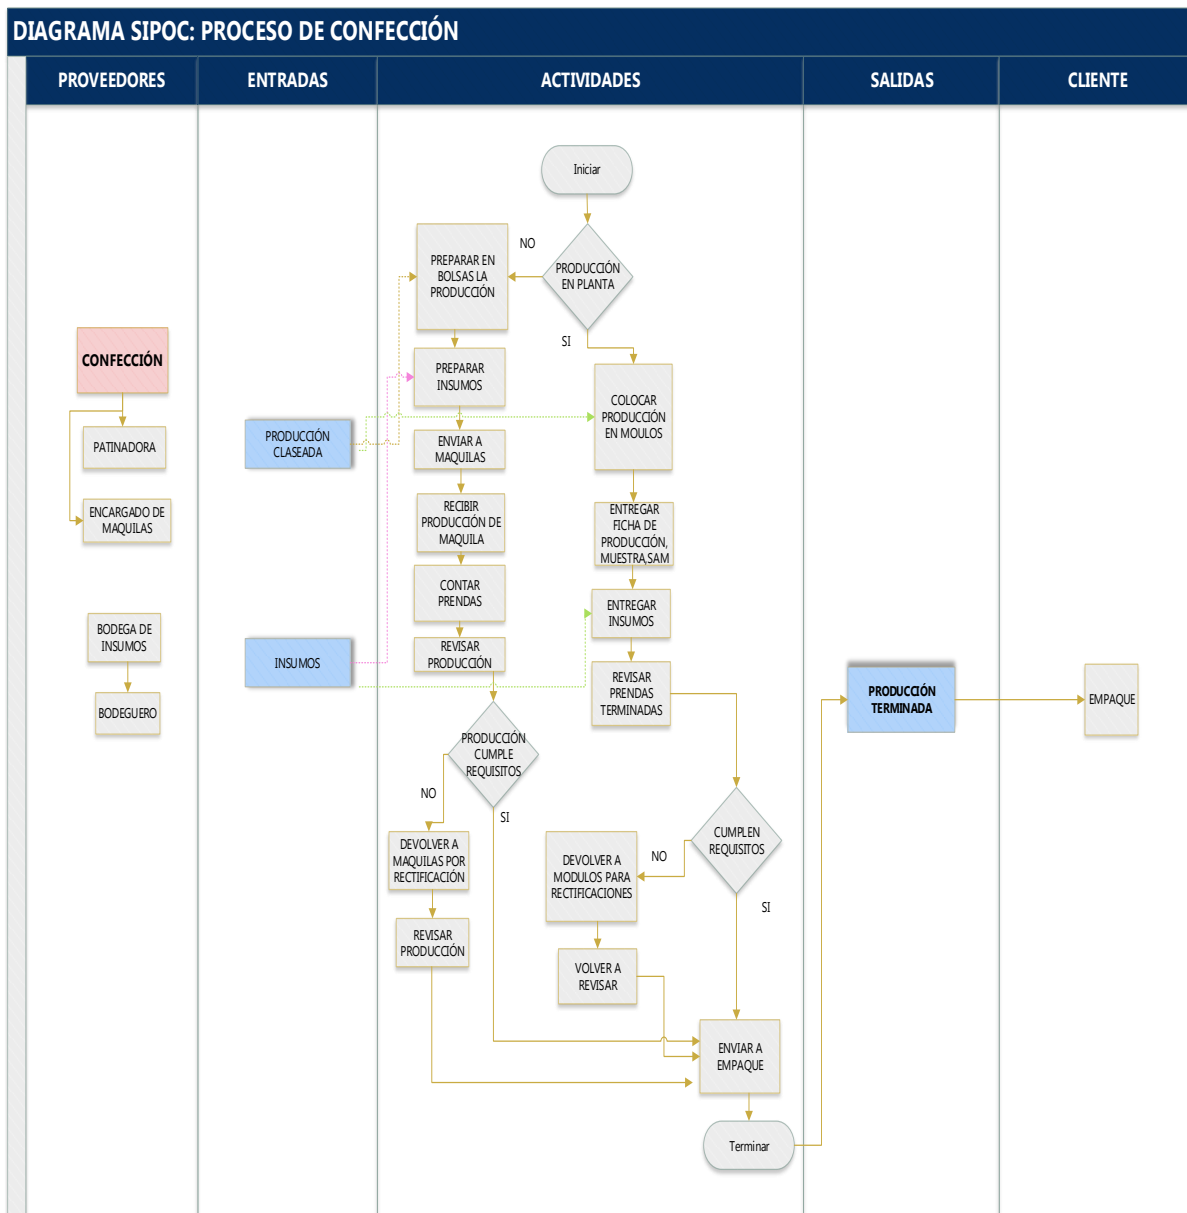 DIAGRAMA SIPOC: PROCESO DE CONFECCIÓN
PROVEEDORES
ENTRADAS
ACTIVIDADES
SALIDAS
CLIENTE
Iniciar
NO
PRODUCCIÓN
EN PLANTA
PREPARAR EN
BOLSAS LA
PRODUCCIÓN
SI
CONFECCIÓN
PREPARAR
INSUMOS
COLOCAR
PRODUCCIÓN
EN MOULOS
PATINADORA
PRODUCCIÓN
CLASEADA
ENVIAR A
MAQUILAS
ENCARGADO DE
MAQUILAS
RECIBIR
PRODUCCIÓN DE
MAQUILA
ENTREGAR
FICHA DE
PRODUCCIÓN,
MUESTRA,SAM
CONTAR
PRENDAS
ENTREGAR
INSUMOS
BODEGA DE
INSUMOS
INSUMOS
REVISAR
PRODUCCIÓN
REVISAR
PRENDAS
TERMINADAS
BODEGUERO
PRODUCCIÓN
TERMINADA
EMPAQUE
PRODUCCIÓN
CUMPLE
REQUISITOS
NO
SI
DEVOLVER A
MAQUILAS POR
RECTIFICACIÓN
DEVOLVER A
MODULOS PARA
RECTIFICACIONES
NO
CUMPLEN
REQUISITOS
SI
REVISAR
PRODUCCIÓN
VOLVER A
REVISAR
ENVIAR A
EMPAQUE
Terminar